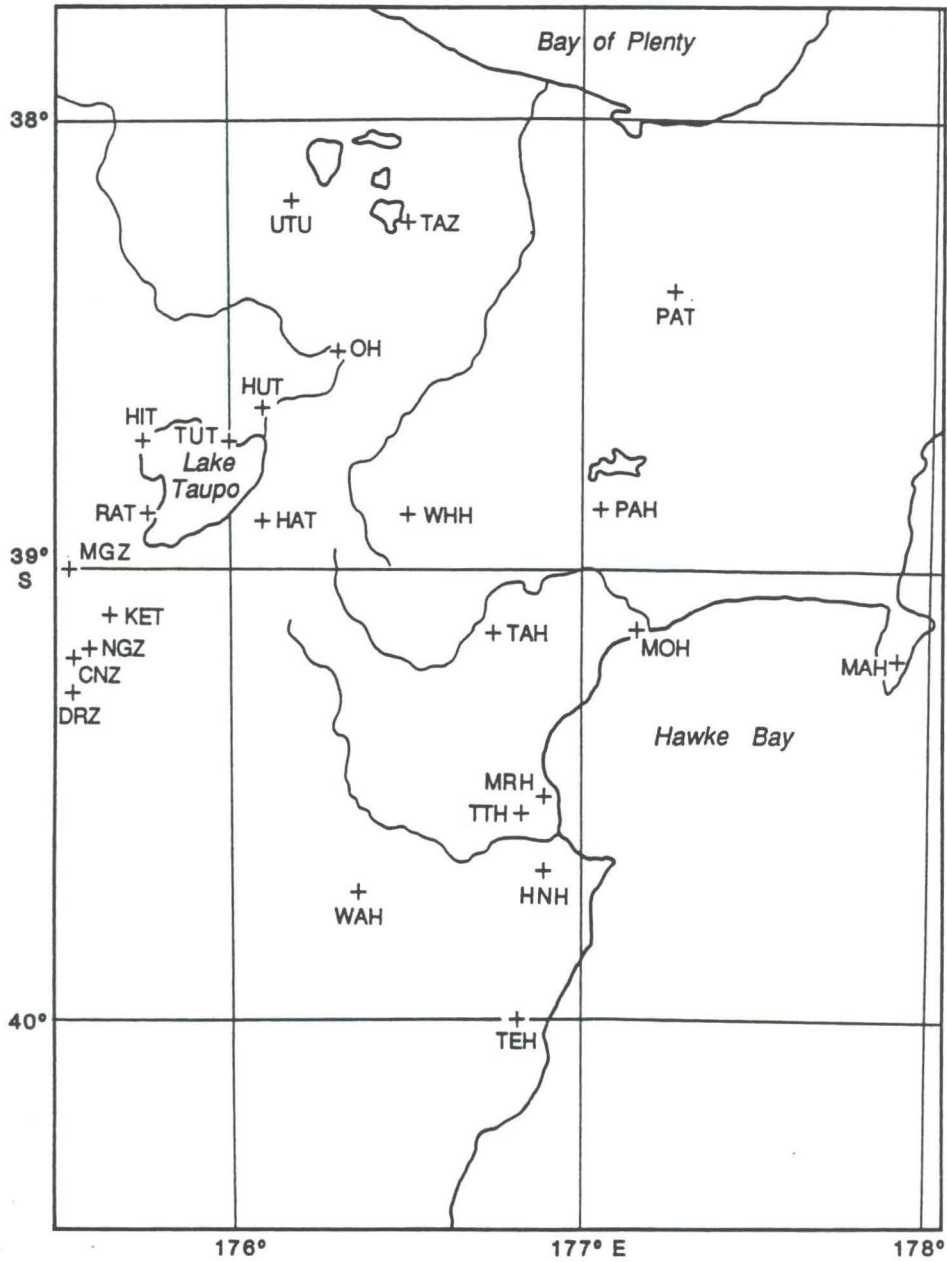 Bay of Plenty
38°
UTU
TAZ
PAT
OH
HUT
HIT
TUT
Lake
Taupo
RAT
HAT
WHH
PAH
39°
S
MGZ
KET
NGZ
CNZ
DRZ
TAH
MOH
MAH
Hawke Bay
MRH
TTH
HNH
WAH
40°
TEH
176°
177° E
178°